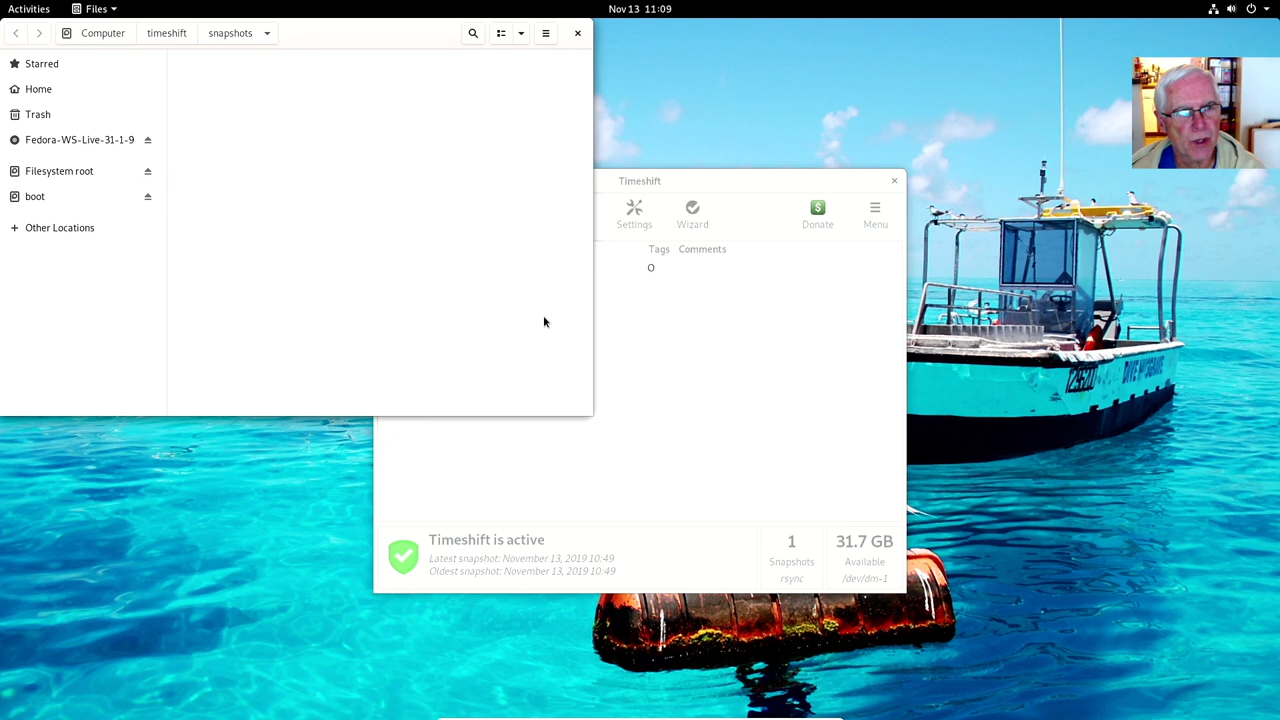 Activities
Files
Nov 13 11:09
Computer
timeshift
snapshots
Starred
Home
Trash
Fedora-WS-Live-31-1-9
Filesystem root
boot
Other Locations
Timeshift
Settings
Wizard
Donate
Menu
Tags
Comments
O
Timeshift is active
Latest snapshot: November 13, 2019 10:49
Oldest snapshot: November 13, 2019 10:49
1
Snapshots
rsync
31.7 GB
Available
/dev/dm-1